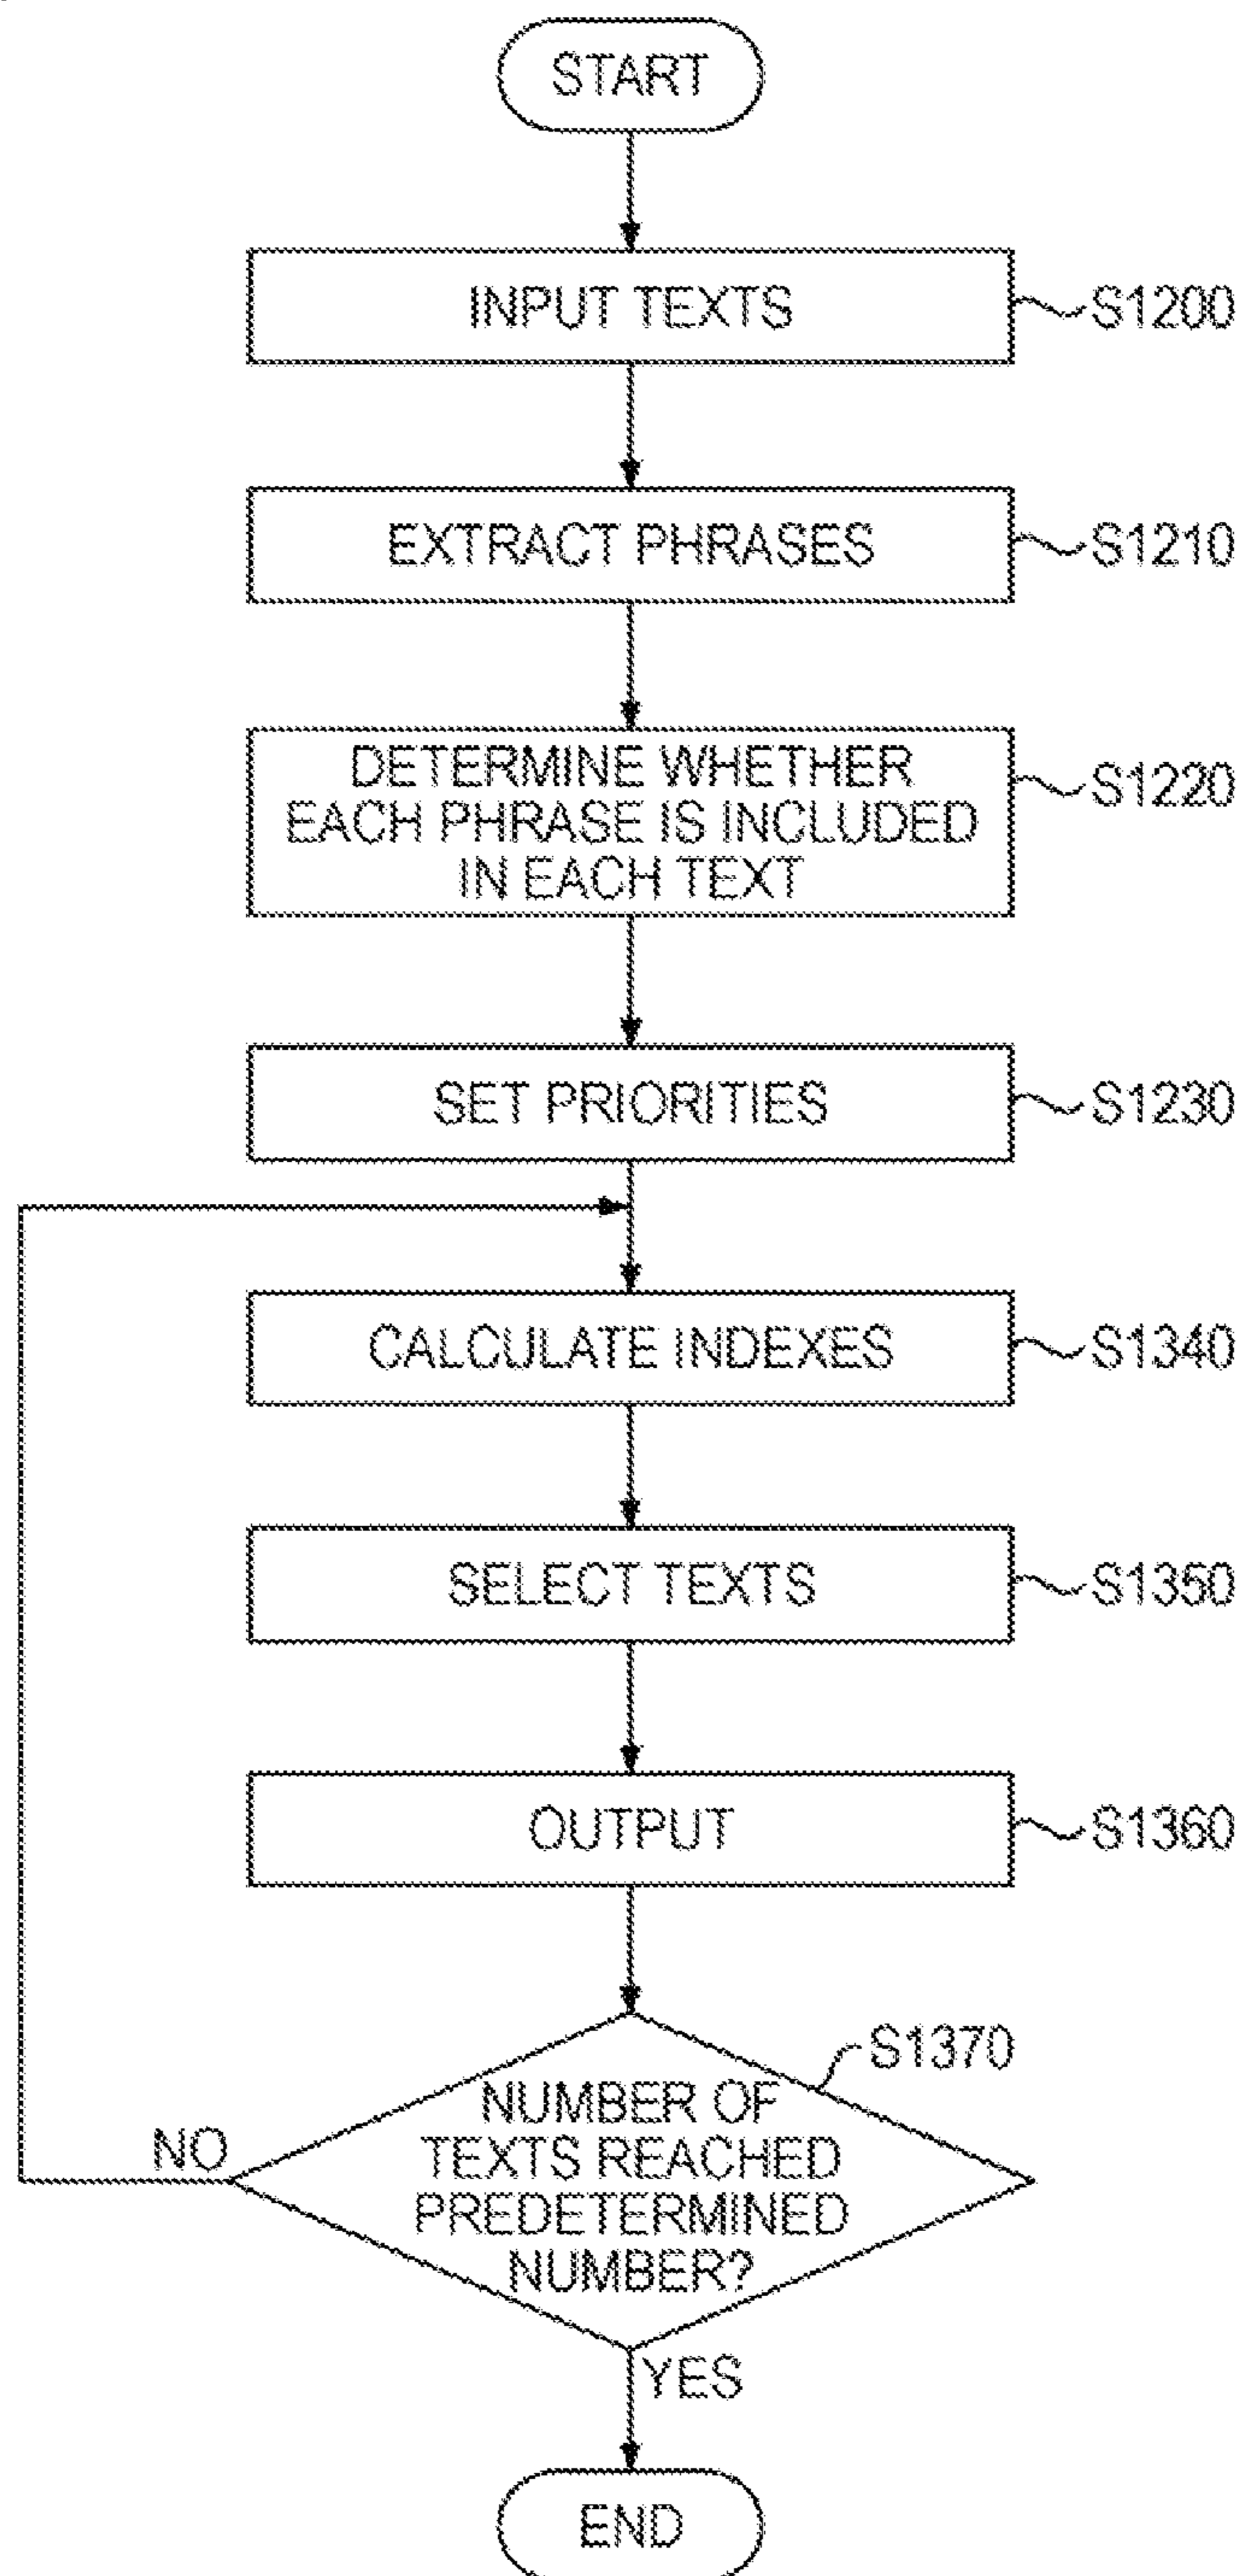 START
INPUT TEXTS
S1200
EXTRACT PHRASES
S1210
DETERMINE WHETHER
EACH PHRASE IS INCLUDED
IN EACH TEXT
S1220
SET PRIORITIES
S1230
CALCULATE INDEXES
S1340
SELECT TEXTS
S1350
OUTPUT
S1360
S1370
NUMBER OF
TEXTS REACHED
PREDETERMINED
NUMBER?
NO
YES
END